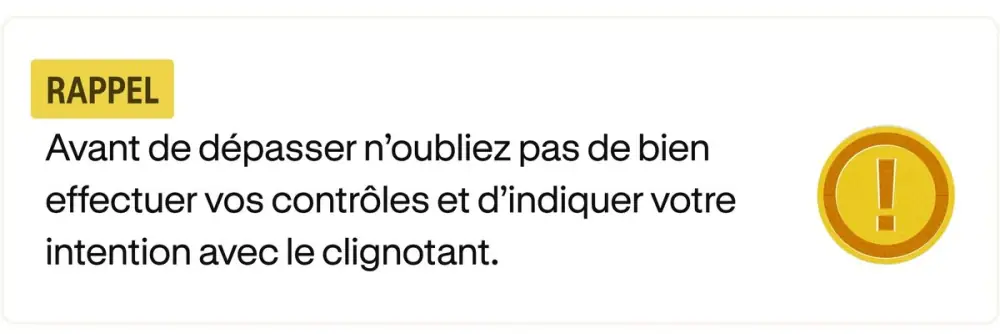 RAPPEL
Avant de dépasser n’oubliez pas de bien
effectuer vos contrôles et d’indiquer votre
intention avec le clignotant.